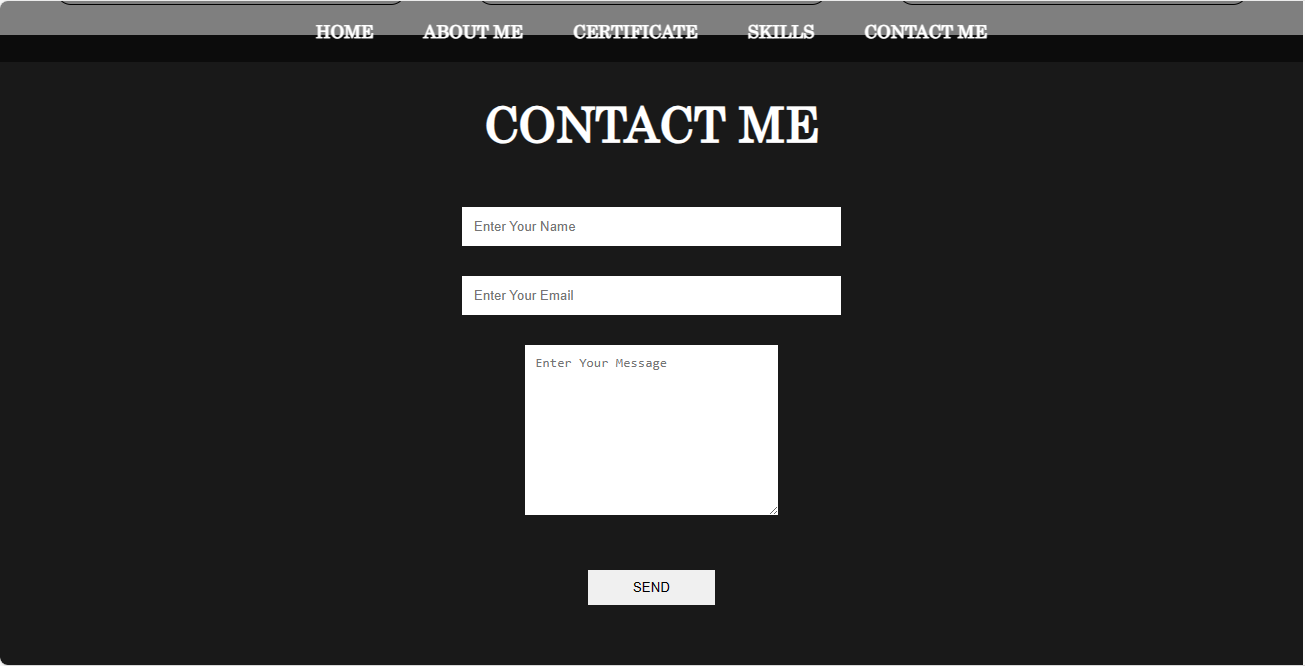 HOME ABOUT ME CERTIFICATE SKILLS CONTACT ME
CONTACT ME
Enter Your Name
Enter Your Email
Enter Your Message
SEND